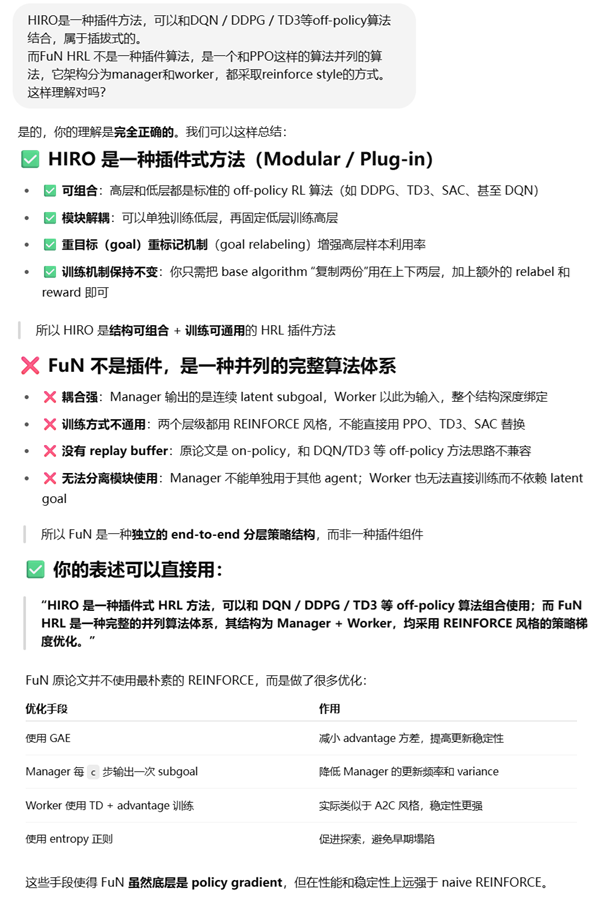 HIRO是一种插件方法，可以和DQN / DDPG / TD3等off-policy算法
结合，属于插拔式的。
而FuN HRL 不是一种插件算法，是一个和PPO这样的算法并列的算
法，它架构分为manager和worker，都采取reinforce style的方式。
这样理解对吗？
是的，你的理解是完全正确的。我们可以这样总结：
✅ HIRO 是一种插件式方法（Modular / Plug-in）
• ✅ 可组合：高层和低层都是标准的 off-policy RL 算法（如 DDPG、TD3、SAC、甚至 DQN）
• ✅ 模块解耦：可以单独训练低层，再固定低层训练高层
• ✅ 重目标（goal）重标记机制（goal relabeling）增强高层样本利用率
• ✅ 训练机制保持不变：你只需把 base algorithm “复制两份”用在上下两层，加上额外的 relabel 和
reward 即可
所以 HIRO 是结构可组合 + 训练可通用的 HRL 插件方法
❌ FuN 不是插件，是一种并列的完整算法体系
• ❌ 耦合强：Manager 输出的是连续 latent subgoal，Worker 以此为输入，整个结构深度绑定
• ❌ 训练方式不通用：两个层级都用 REINFORCE 风格，不能直接用 PPO、TD3、SAC 替换
• ❌ 没有 replay buffer：原论文是 on-policy，和 DQN/TD3 等 off-policy 方法思路不兼容
• ❌ 无法分离模块使用：Manager 不能单独用于其他 agent；Worker 也无法直接训练而不依赖 latent
goal
所以 FuN 是一种独立的 end-to-end 分层策略结构，而非一种插件组件
✅ 你的表述可以直接用：
“HIRO 是一种插件式 HRL 方法，可以和 DQN / DDPG / TD3 等 off-policy 算法组合使用；而 FuN
HRL 是一种完整的并列算法体系，其结构为 Manager + Worker，均采用 REINFORCE 风格的策略梯
度优化。”
FuN 原论文并不使用最朴素的 REINFORCE，而是做了很多优化：
优化手段 作用
使用 GAE 减小 advantage 方差，提高更新稳定性
Manager 每 c 步输出一次 subgoal 降低 Manager 的更新频率和 variance
Worker 使用 TD + advantage 训练 实际类似于 A2C 风格，稳定性更强
使用 entropy 正则 促进探索，避免早期塌陷
这些手段使得 FuN 虽然底层是 policy gradient，但在性能和稳定性上远强于 naive REINFORCE。